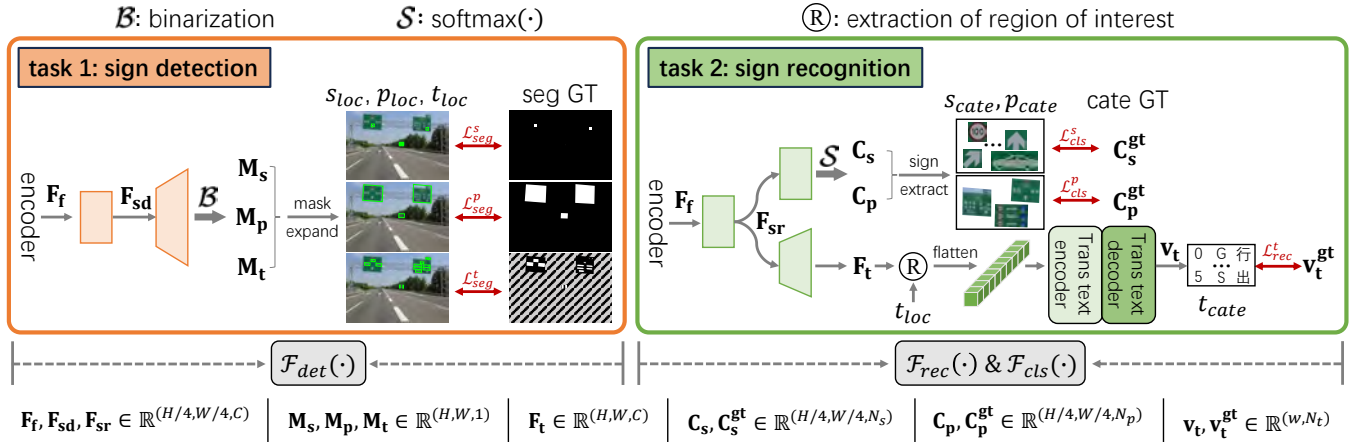 𝓑: binarization
𝓢: softmax(·)
Ⓡ: extraction of region of interest
task 1: sign detection
s_loc, p_loc, t_loc
seg GT
encoder
F_f
F_sd
𝓑
M_s
M_p
M_t
mask
expand
ℒ^s_seg
ℒ^p_seg
ℒ^t_seg
task 2: sign recognition
s_cate, p_cate
cate GT
encoder
F_f
F_sr
𝓢
C_s
C_p
sign
extract
100
...
ℒ^s_cls
C_s^gt
ℒ^p_cls
C_p^gt
F_t
Ⓡ
t_loc
flatten
Trans text
encoder
Trans text
decoder
v_t
0 G 行
...
5 S 出
t_cate
ℒ^t_rec
v_t^gt
ℱ_det(·)
ℱ_rec(·) & ℱ_cls(·)
F_f, F_sd, F_sr ∈ ℝ^(H/4,W/4,C)
M_s, M_p, M_t ∈ ℝ^(H,W,1)
F_t ∈ ℝ^(H,W,C)
C_s, C_s^gt ∈ ℝ^(H/4,W/4,N_s)
C_p, C_p^gt ∈ ℝ^(H/4,W/4,N_p)
v_t, v_t^gt ∈ ℝ^(w,N_t)